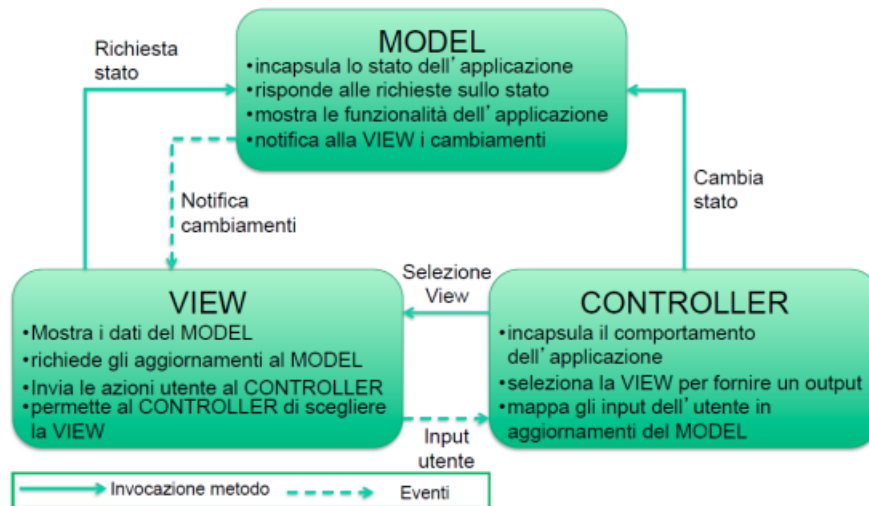 Richiesta
stato
MODEL
•incapsula lo stato dell’applicazione
•risponde alle richieste sullo stato
•mostra le funzionalità dell’applicazione
•notifica alla VIEW i cambiamenti
Notifica
cambiamenti
Cambia
stato
Selezione
View
VIEW
•Mostra i dati del MODEL
•richiede gli aggiornamenti al MODEL
•Invia le azioni utente al CONTROLLER
•permette al CONTROLLER di scegliere
la VIEW
CONTROLLER
•incapsula il comportamento
dell’applicazione
•seleziona la VIEW per fornire un output
•mappa gli input dell’utente in
aggiornamenti del MODEL
Input
utente
Invocazione metodo
Eventi